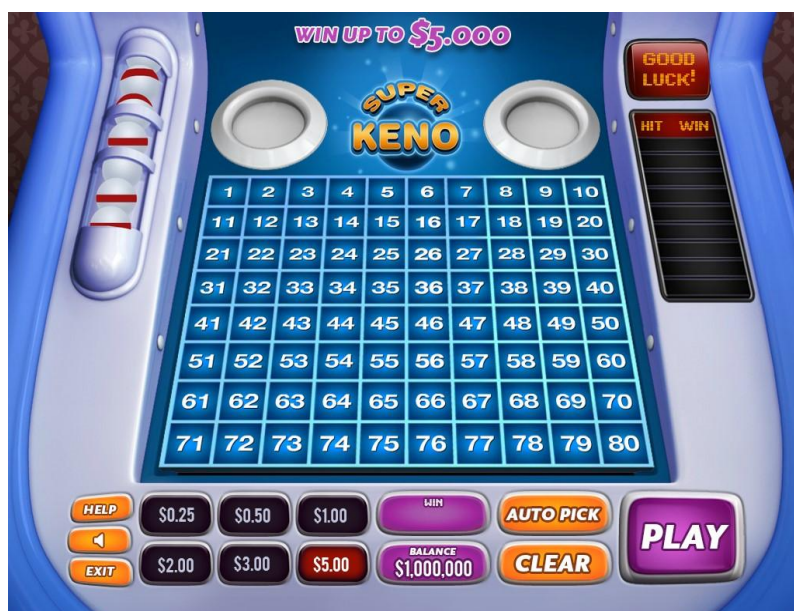 WIN UP TO $5.000
GOOD
LUCK!
SUPER
KENO
HIT WIN
1 2 3 4 5 6 7 8 9 10
11 12 13 14 15 16 17 18 19 20
21 22 23 24 25 26 27 28 29 30
31 32 33 34 35 36 37 38 39 40
41 42 43 44 45 46 47 48 49 50
51 52 53 54 55 56 57 58 59 60
61 62 63 64 65 66 67 68 69 70
71 72 73 74 75 76 77 78 79 80
HELP
$0.25 $0.50 $1.00
WIN
AUTO PICK
PLAY
EXIT
$2.00 $3.00 $5.00
BALANCE
$1,000,000
CLEAR